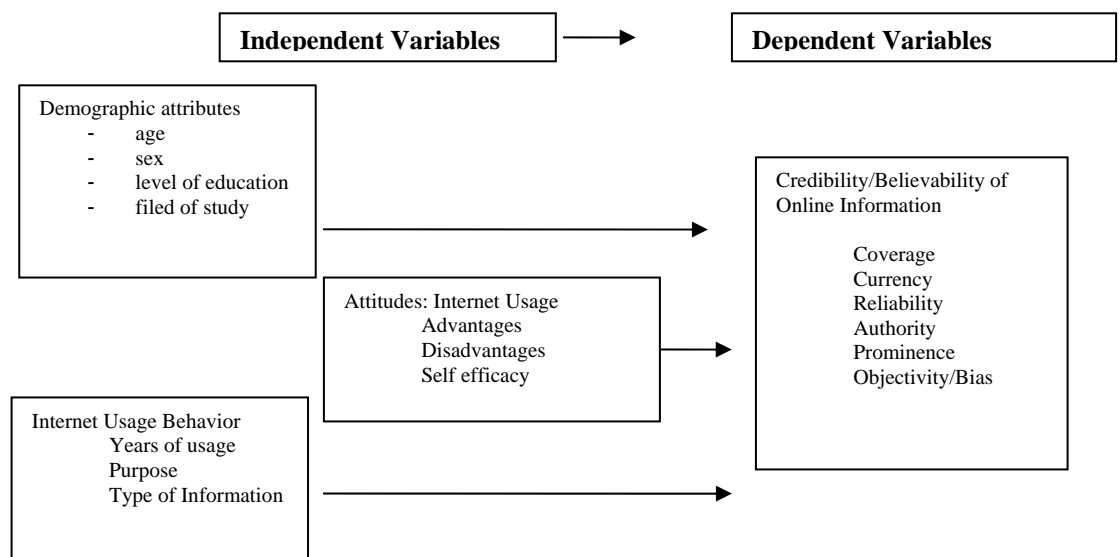 Independent Variables
Dependent Variables
Demographic attributes
- age
- sex
- level of education
- filed of study
Credibility/Believability of
Online Information
Coverage
Currency
Reliability
Authority
Prominence
Objectivity/Bias
Attitudes: Internet Usage
Advantages
Disadvantages
Self efficacy
Internet Usage Behavior
Years of usage
Purpose
Type of Information